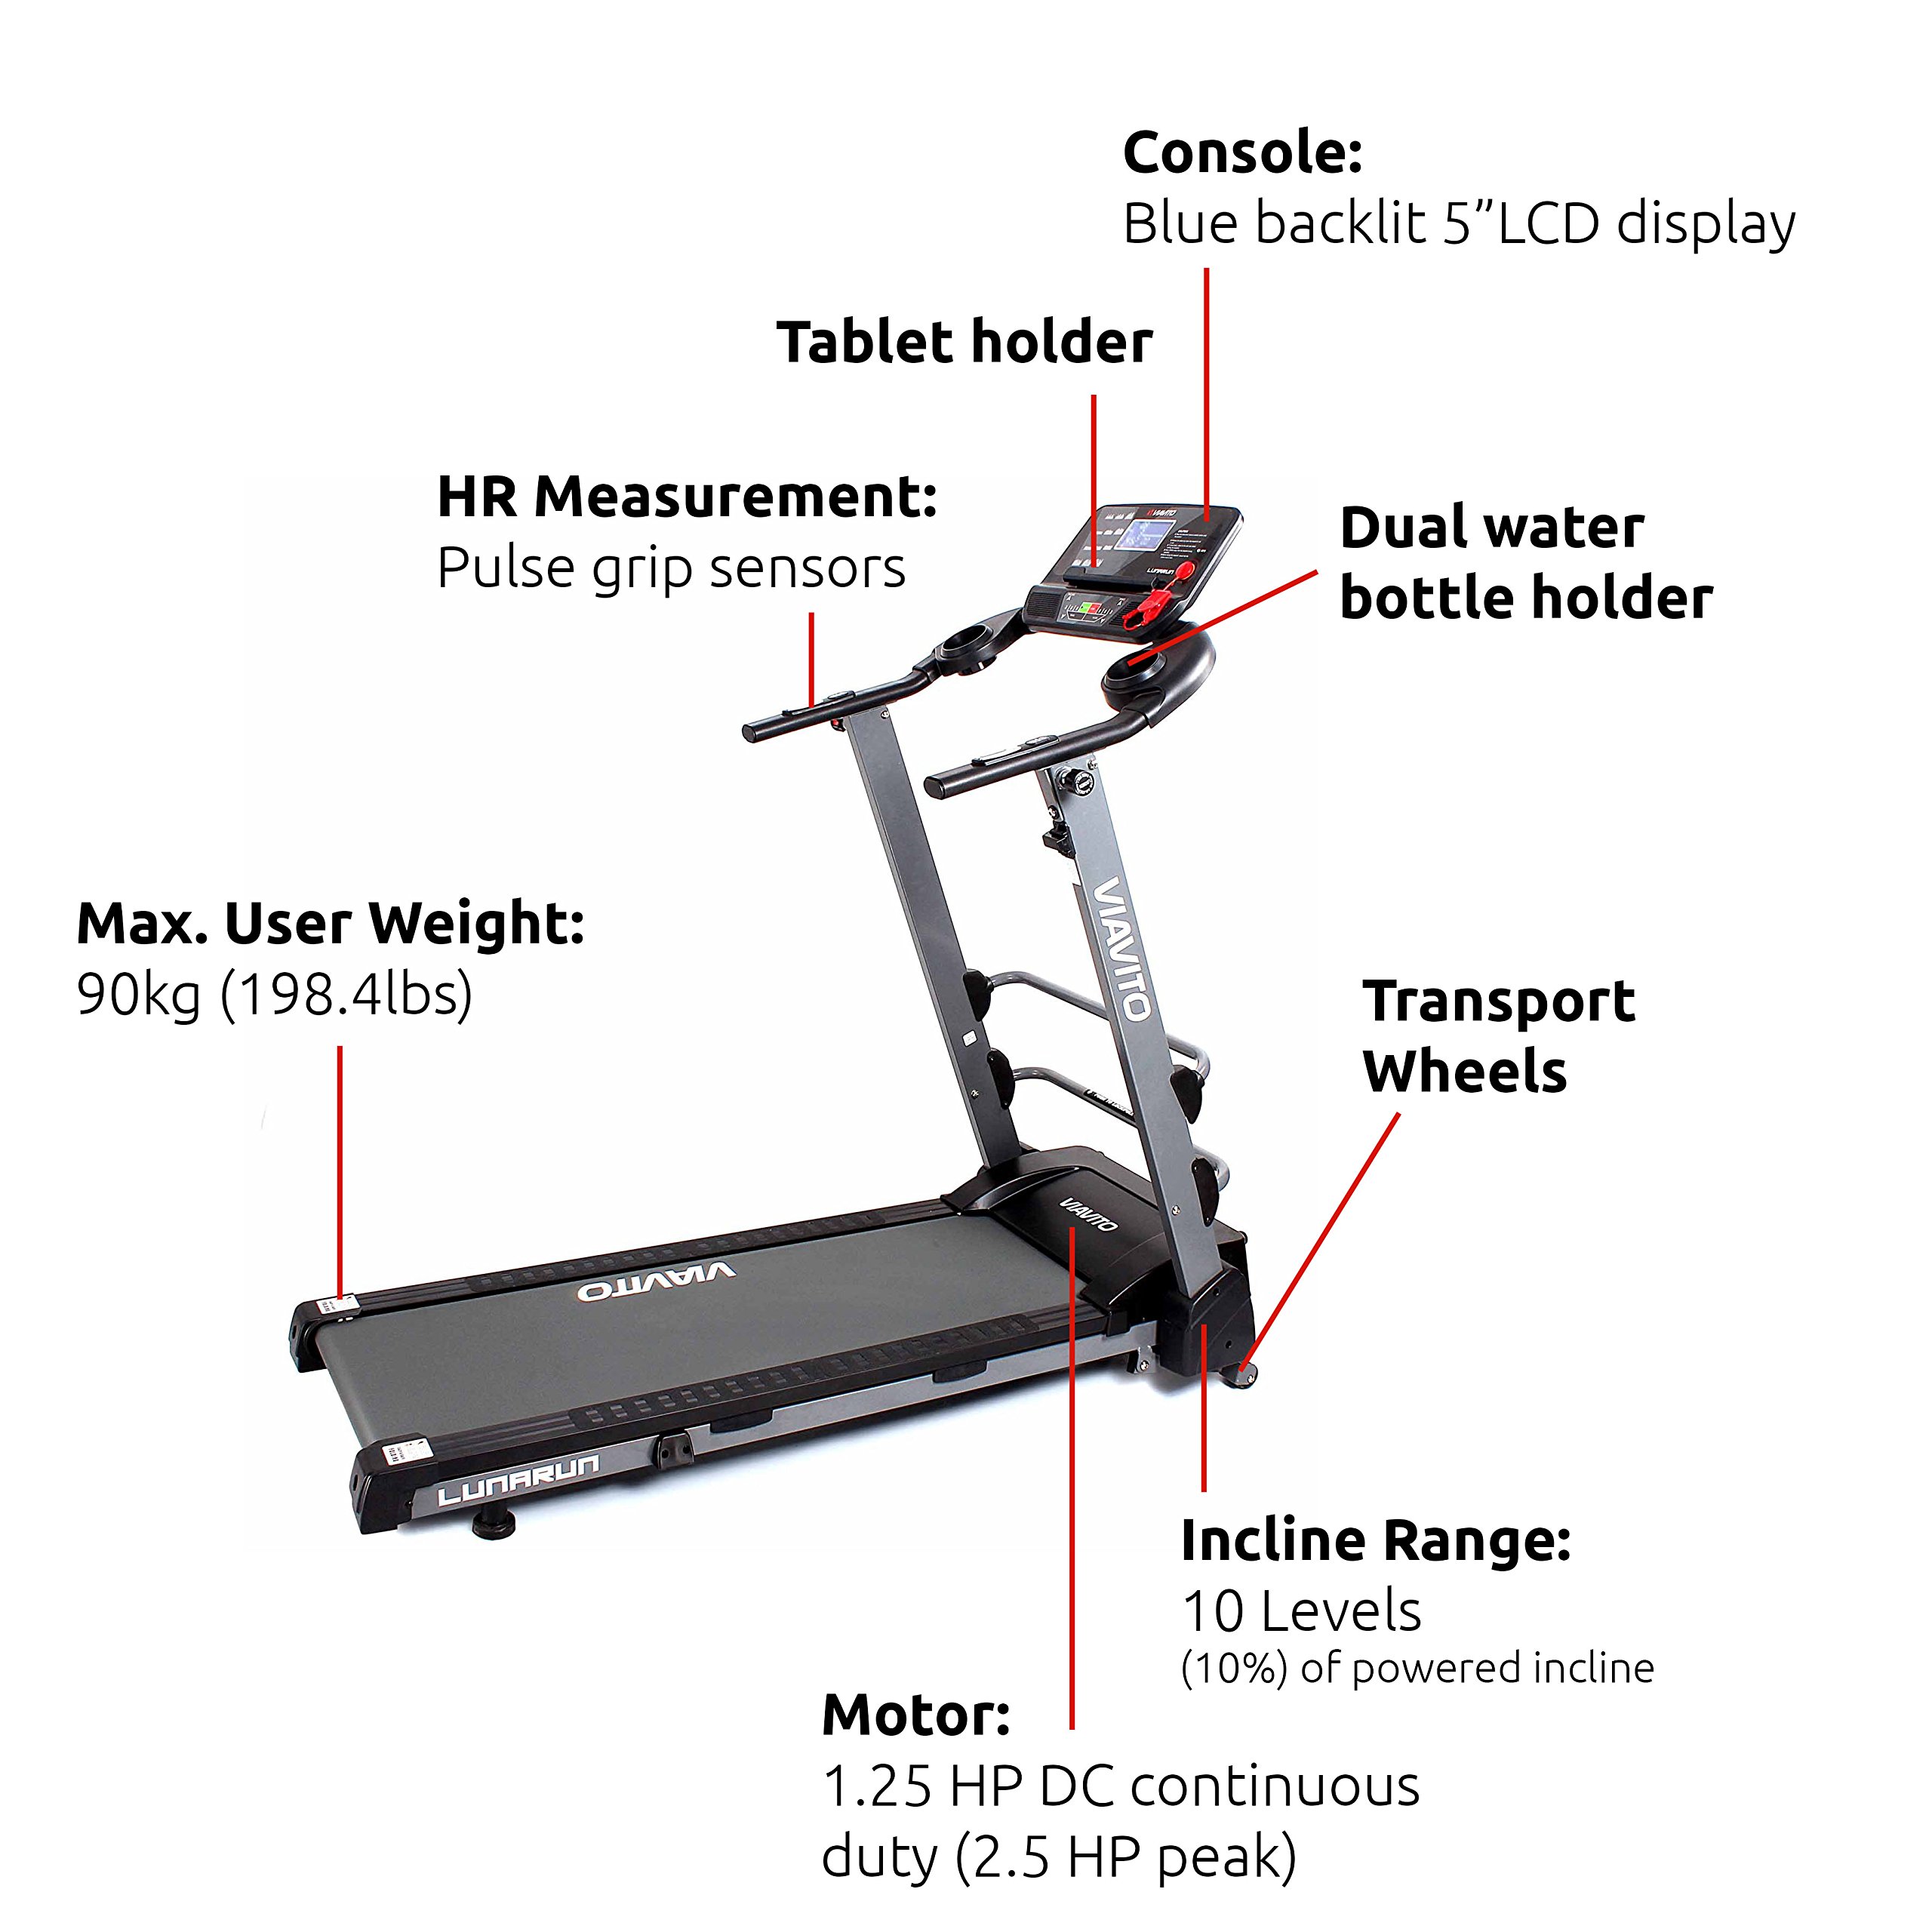 Console:
Blue backlit 5”LCD display
Tablet holder
HR Measurement:
Pulse grip sensors
Dual water
bottle holder
VIAVITO
LUNARUN
VIAVITO
Max. User Weight:
90kg (198.4lbs)
Transport
Wheels
VIAVITO
VIAVITO
LUNARUN
Incline Range:
10 Levels
(10%) of powered incline
Motor:
1.25 HP DC continuous
duty (2.5 HP peak)